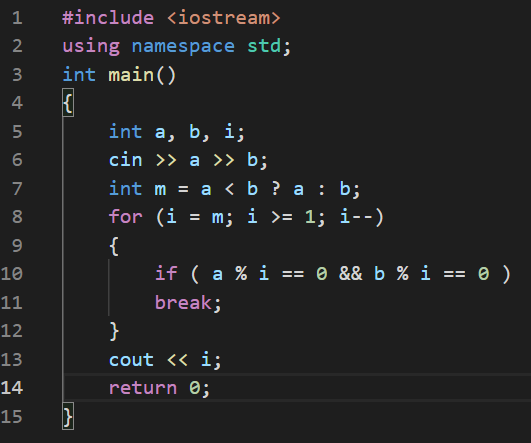 1 #include <iostream>
2 using namespace std;
3 int main()
4 {
5 int a, b, i;
6 cin >> a >> b;
7 int m = a < b ? a : b;
8 for (i = m; i >= 1; i--)
9 {
10 if ( a % i == 0 && b % i == 0 )
11 break;
12 }
13 cout << i;
14 return 0;
15 }